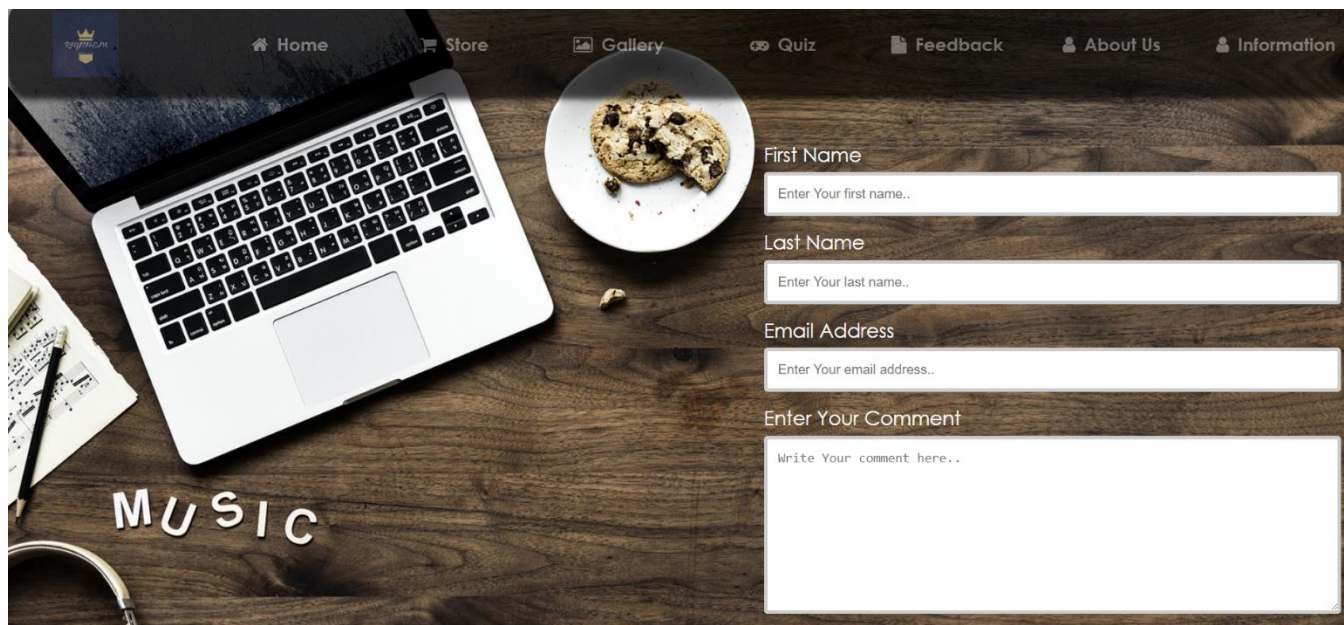 Home Store Gallery Quiz Feedback About Us Information
First Name
Enter Your first name..
Last Name
Enter Your last name..
Email Address
Enter Your email address..
Enter Your Comment
Write Your comment here..
MUSIC